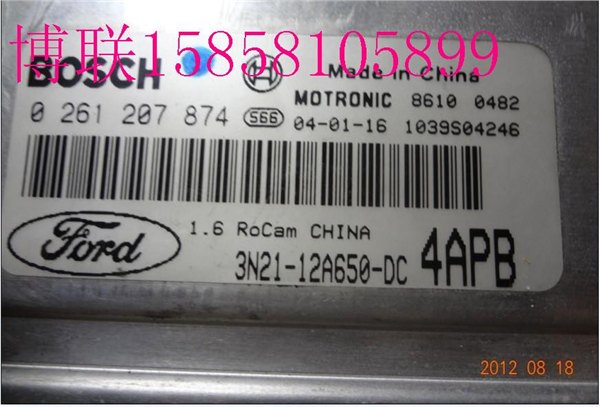 博联15858105899
BOSCH
Made in China
MOTRONIC 8610 0482
0 261 207 874 S66 04-01-16 1039S04246
Ford
1.6 RoCam CHINA
3N21-12A650-DC 4APB
2012 08 18